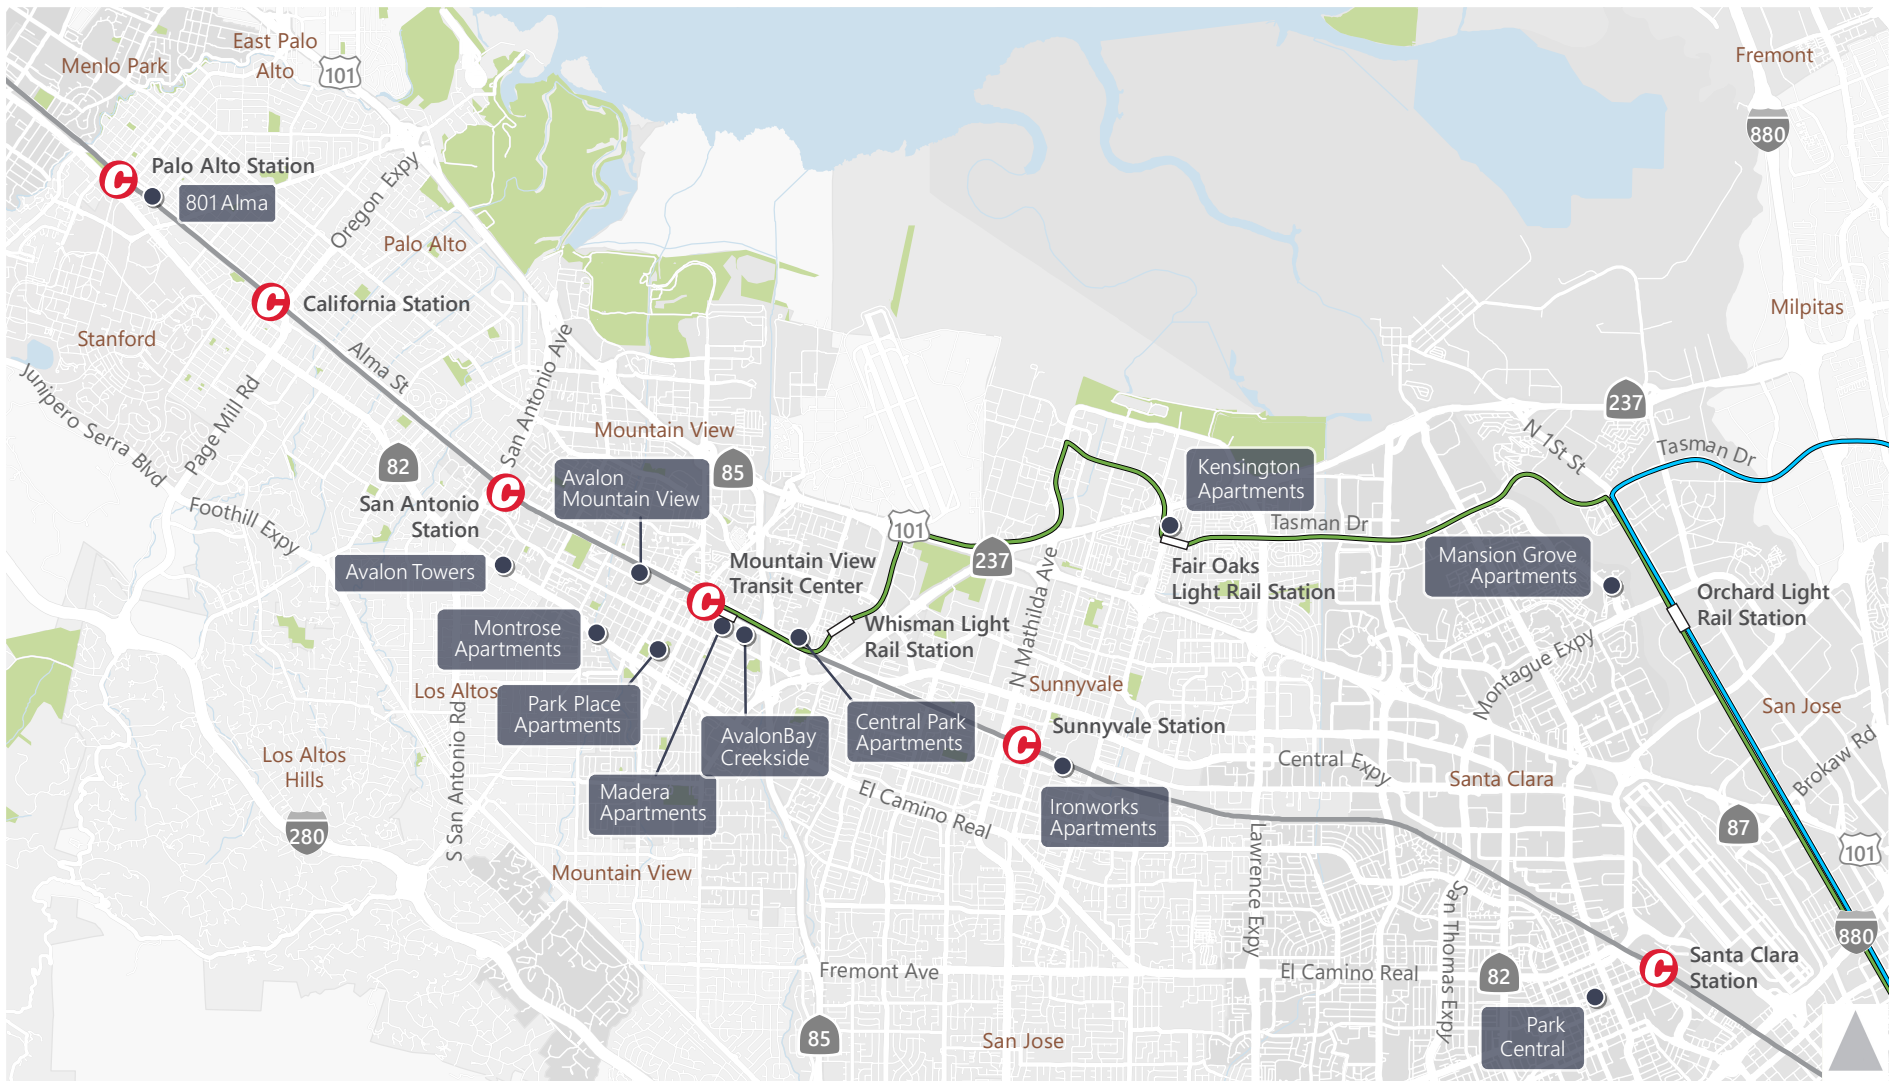 Menlo Park
East Palo
Alto
101
Fremont
880
C
Palo Alto Station
801 Alma
Oregon Expy
Palo Alto
C
California Station
Stanford
Milpitas
Alma St
San Antonio Ave
Junipero Serra Blvd
Page Mill Rd
Mountain View
237
N 1St St
Tasman Dr
82
85
Avalon
Mountain View
C
San Antonio
Station
Foothill Expy
Kensington
Apartments
Tasman Dr
101
237
Avalon Towers
Mountain View
Transit Center
C
N Mathilda Ave
Fair Oaks
Light Rail Station
Mansion Grove
Apartments
Orchard Light
Rail Station
Montrose
Apartments
Whisman Light
Rail Station
Montague Expy
Los Altos
Park Place
Apartments
Sunnyvale
San Jose
Los Altos
Hills
S San Antonio Rd
AvalonBay
Creekside
Central Park
Apartments
C
Sunnyvale Station
Central Expy
Santa Clara
Brokaw Rd
Madera
Apartments
El Camino Real
Ironworks
Apartments
280
87
101
Mountain View
Lawrence Expy
San Thomas Expy
880
Fremont Ave
El Camino Real
82
C
Santa Clara
Station
85
San Jose
Park
Central